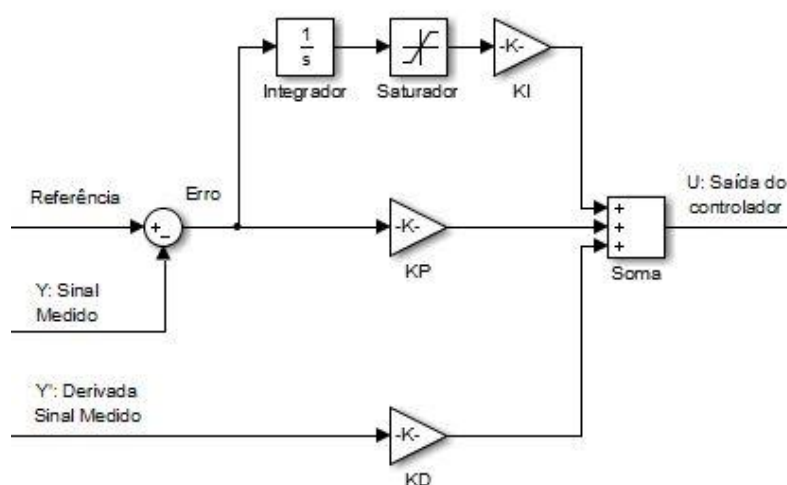 1
s
Integrador
Saturador
-K-
KI
Referência
Erro
+
-
-K-
KP
+
+
+
Soma
U: Saída do
controlador
Y: Sinal
Medido
Y': Derivada
Sinal Medido
-K-
KD